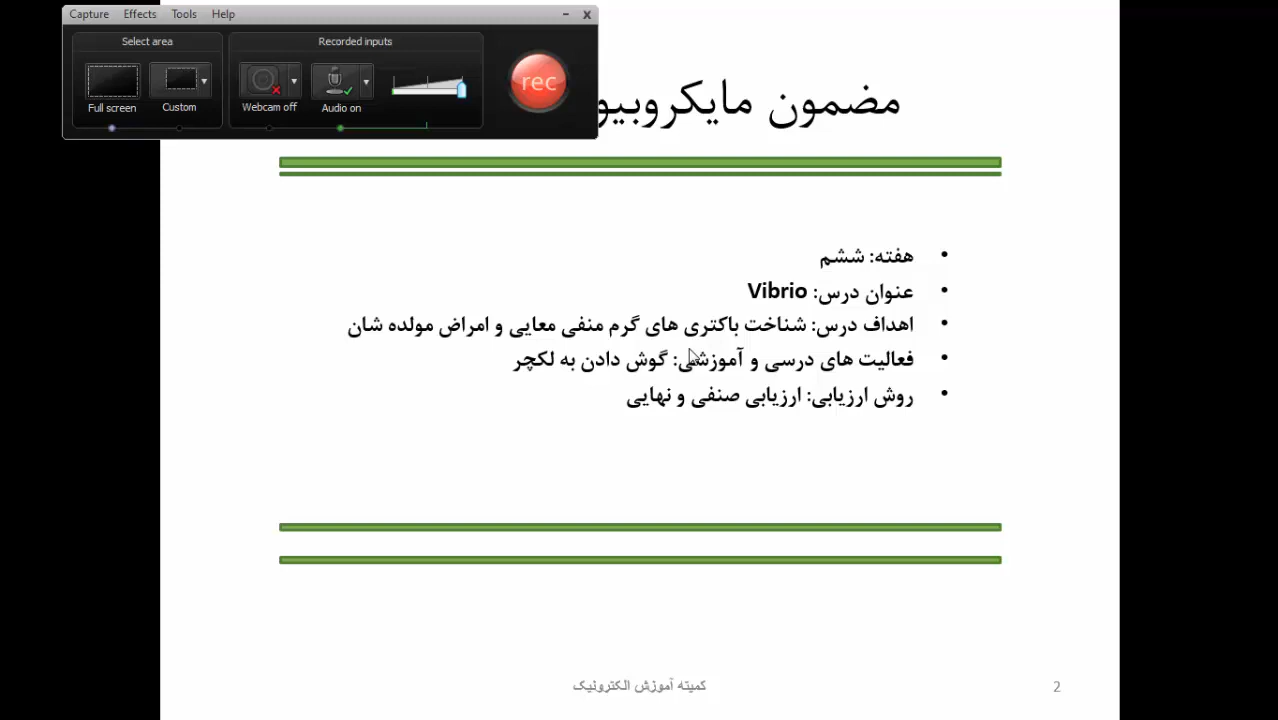 Capture Effects Tools Help
Select area
Recorded inputs
Full screen
Custom
Webcam off
Audio on
rec
مضمون
هفته: ششم
عنوان درس: Vibrio
اهداف درس: شناخت باکتری های گرم منفی معایی و امراض مولده شان
فعالیت های درسی و آموزشی: گوش دادن به لکچر
روش ارزیابی: ارزیابی صنفی و نهایی
کمیته آموزش الکترونیک
2